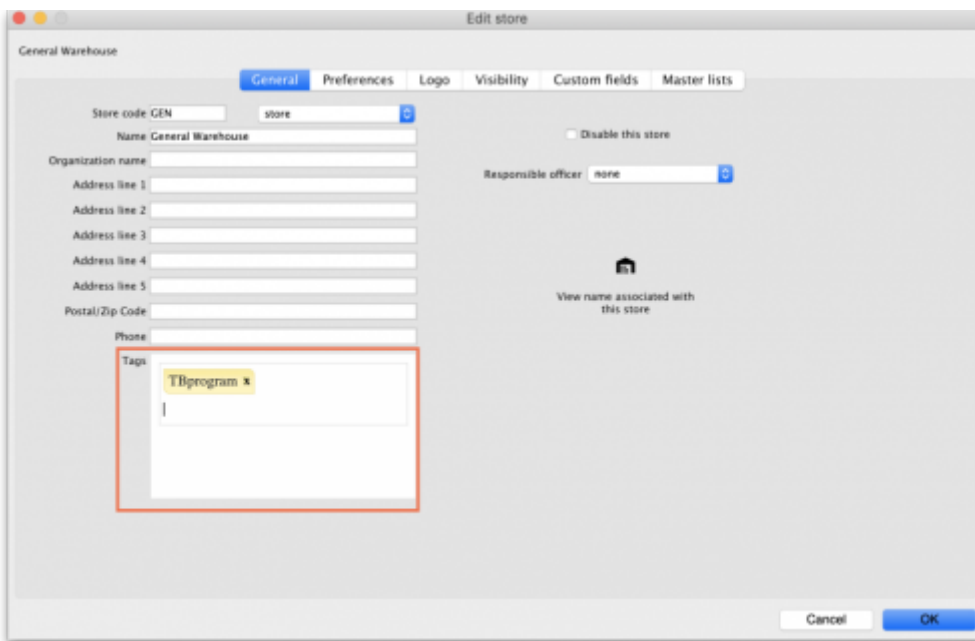 Edit store
General Warehouse
General Preferences Logo Visibility Custom fields Master lists
Store code GEN store
Name General Warehouse
Organization name
Address line 1
Address line 2
Address line 3
Address line 4
Address line 5
Postal/Zip Code
Phone
Tags
TBprogram x
Disable this store
Responsible officer none
View name associated with
this store
Cancel OK